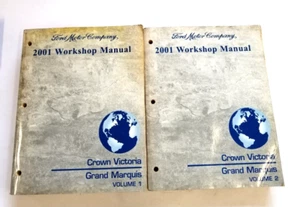 Ford Motor Company,
2001 Workshop Manual
Crown Victoria
Grand Marquis
VOLUME 1
Ford Motor Company,
2001 Workshop Manual
Crown Victoria
Grand Marquis
VOLUME 2